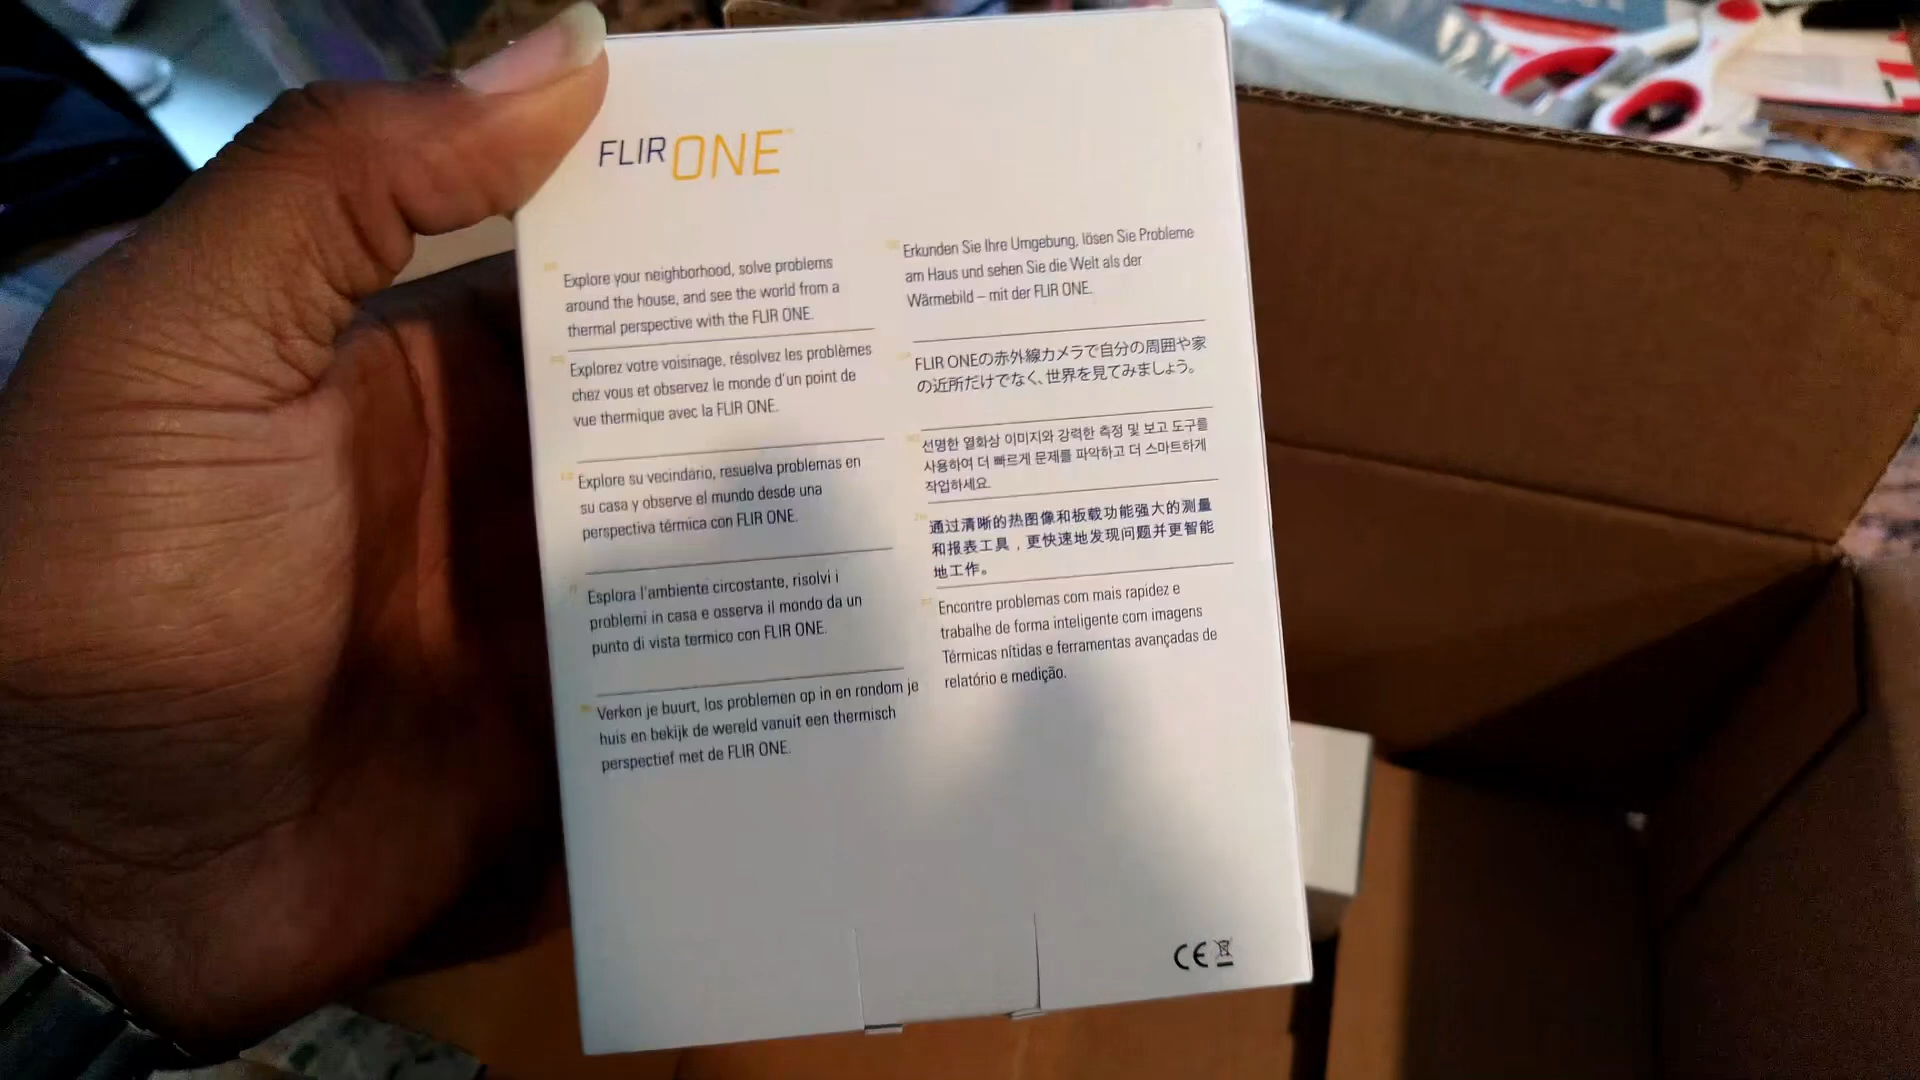 FLIR ONE™
Explore your neighborhood, solve problems
around the house, and see the world from a
thermal perspective with the FLIR ONE.
Explorez votre voisinage, résolvez les problèmes
chez vous et observez le monde d'un point de
vue thermique avec la FLIR ONE.
Explore su vecindario, resuelva problemas en
su casa y observe el mundo desde una
perspectiva térmica con FLIR ONE.
Esplora l'ambiente circostante, risolvi i
problemi in casa e osserva il mondo da un
punto di vista termico con FLIR ONE.
Verken je buurt, los problemen op in en rondom je
huis en bekijk de wereld vanuit een thermisch
perspectief met de FLIR ONE.
Erkunden Sie Ihre Umgebung, lösen Sie Probleme
am Haus und sehen Sie die Welt als der
Wärmebild – mit der FLIR ONE.
FLIR ONEの赤外線カメラで自分の周囲や家
の近所だけでなく、世界を見てみましょう。
선명한 열화상 이미지와 강력한 측정 및 보고 도구를
사용하여 더 빠르게 문제를 파악하고 더 스마트하게
작업하세요.
通过清晰的热图像和板载功能强大的测量
和报表工具，更快速地发现问题并更智能
地工作。
Encontre problemas com mais rapidez e
trabalhe de forma inteligente com imagens
Térmicas nítidas e ferramentas avançadas de
relatório e medição.
CE